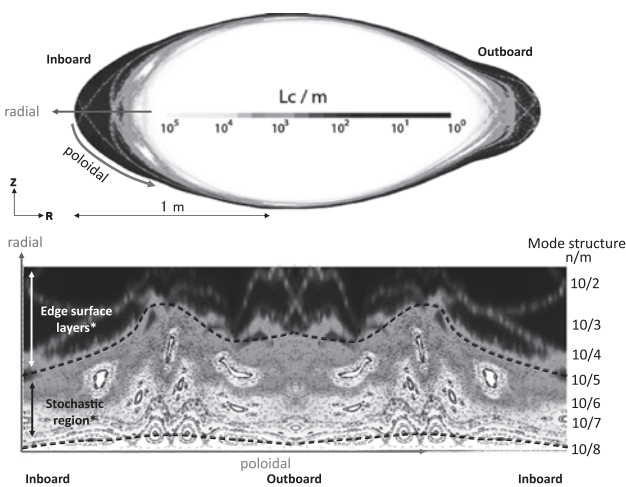 Inboard
Outboard
radial
Lc / m
10⁵ 10⁴ 10³ 10² 10¹ 10⁰
poloidal
Z
R
1 m
radial
Mode structure
n/m
10/2
Edge surface
layers*
10/3
10/4
10/5
Stochastic
region*
10/6
10/7
10/8
poloidal
Inboard Outboard Inboard